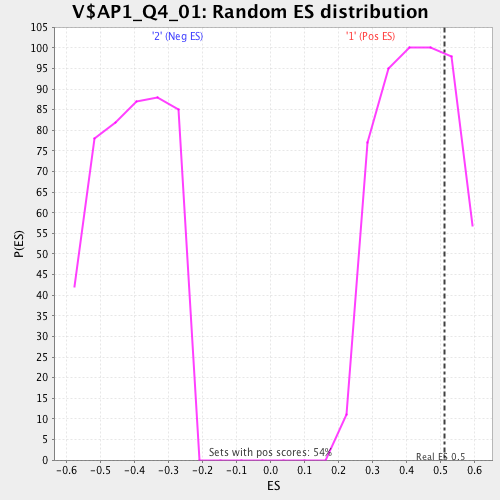 V$AP1_Q4_01: Random ES distribution
'2' (Neg ES)
'1' (Pos ES)
105
100
95
90
85
80
75
70
65
60
55
50
45
40
35
30
25
20
15
10
5
0
P(ES)
Sets with pos scores: 54%
Real ES 0.5
-0.6 -0.5 -0.4 -0.3 -0.2 -0.1 0.0 0.1 0.2 0.3 0.4 0.5 0.6
ES